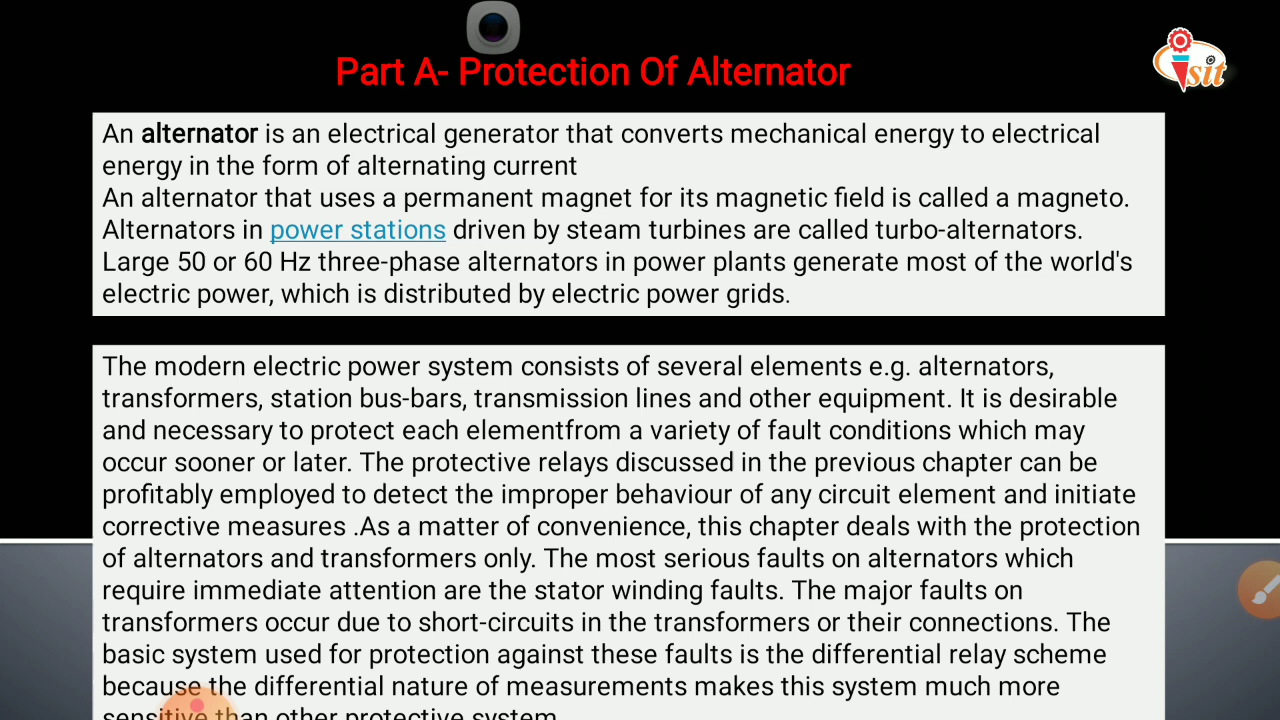 Part A- Protection Of Alternator
sit
An alternator is an electrical generator that converts mechanical energy to electrical
energy in the form of alternating current
An alternator that uses a permanent magnet for its magnetic field is called a magneto.
Alternators in power stations driven by steam turbines are called turbo-alternators.
Large 50 or 60 Hz three-phase alternators in power plants generate most of the world's
electric power, which is distributed by electric power grids.
The modern electric power system consists of several elements e.g. alternators,
transformers, station bus-bars, transmission lines and other equipment. It is desirable
and necessary to protect each elementfrom a variety of fault conditions which may
occur sooner or later. The protective relays discussed in the previous chapter can be
profitably employed to detect the improper behaviour of any circuit element and initiate
corrective measures .As a matter of convenience, this chapter deals with the protection
of alternators and transformers only. The most serious faults on alternators which
require immediate attention are the stator winding faults. The major faults on
transformers occur due to short-circuits in the transformers or their connections. The
basic system used for protection against these faults is the differential relay scheme
because the differential nature of measurements makes this system much more
sensitive than other protective system.